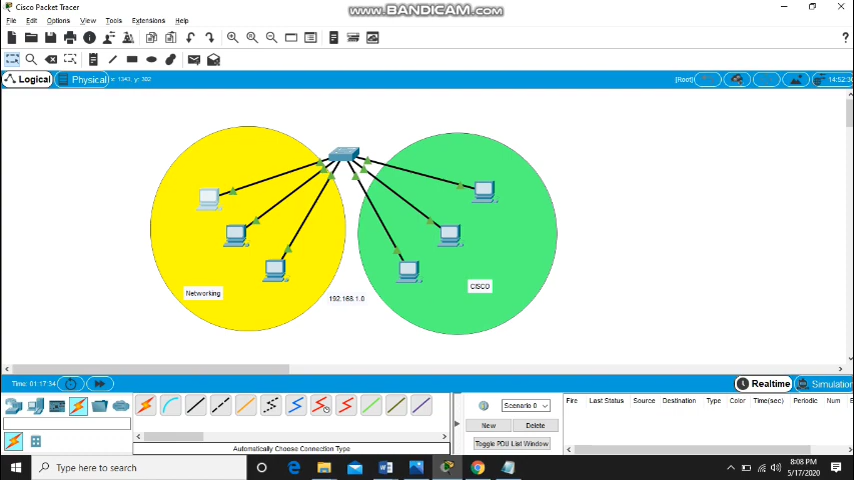 Cisco Packet Tracer
WWW.BANDICAM.COM
File Edit Options View Tools Extensions Help
?
Logical Physical x: 1343, y: 302 [Root] 14:52:30
Networking
192.168.1.0
CISCO
Time: 01:17:34 Realtime Simulation
Scenario 0
Fire Last Status Source Destination Type Color Time(sec) Periodic Num
New Delete
Toggle PDU List Window
Automatically Choose Connection Type
Type here to search
8:08 PM
5/17/2020